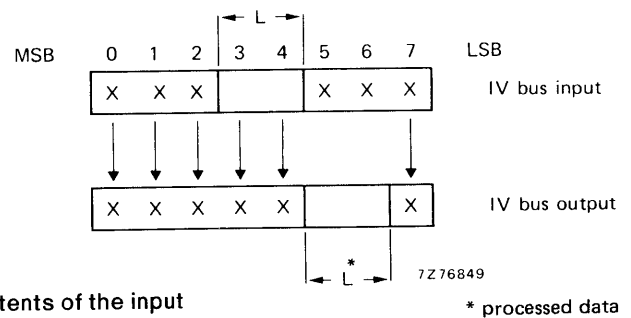 L
MSB 0 1 2 3 4 5 6 7 LSB
X X X X X X IV bus input
X X X X X X IV bus output
*
L 7Z76849
tents of the input
* processed data